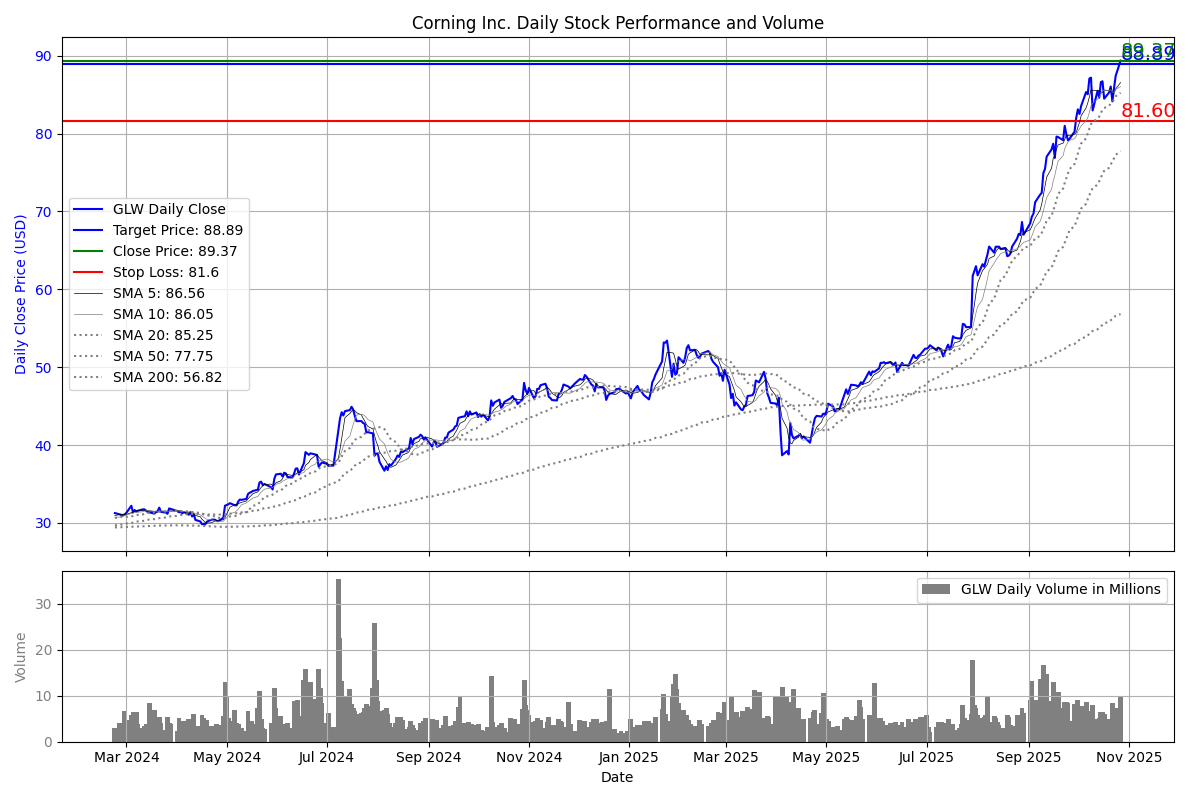 Corning Inc. Daily Stock Performance and Volume
Daily Close Price (USD)
90
80
70
60
50
40
30
89.37
88.89
81.60
GLW Daily Close
Target Price: 88.89
Close Price: 89.37
Stop Loss: 81.6
SMA 5: 86.56
SMA 10: 86.05
SMA 20: 85.25
SMA 50: 77.75
SMA 200: 56.82
Volume
30
20
10
0
GLW Daily Volume in Millions
Mar 2024 May 2024 Jul 2024 Sep 2024 Nov 2024 Jan 2025 Mar 2025 May 2025 Jul 2025 Sep 2025 Nov 2025
Date